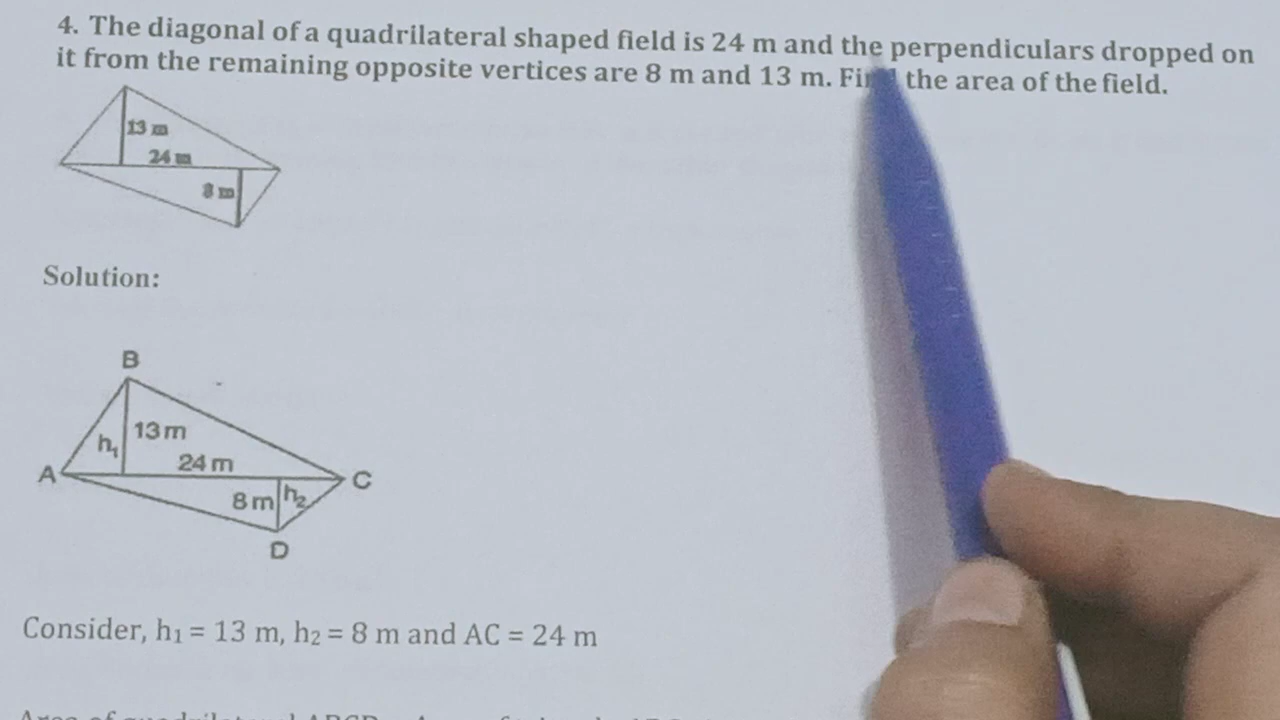 4. The diagonal of a quadrilateral shaped field is 24 m and the perpendiculars dropped on
it from the remaining opposite vertices are 8 m and 13 m. the area of the field.
13 m
24 m
8 m
Solution:
B
13 m
h₁
24 m
A
C
8 m
h₂
D
Consider, h₁ = 13 m, h₂ = 8 m and AC = 24 m